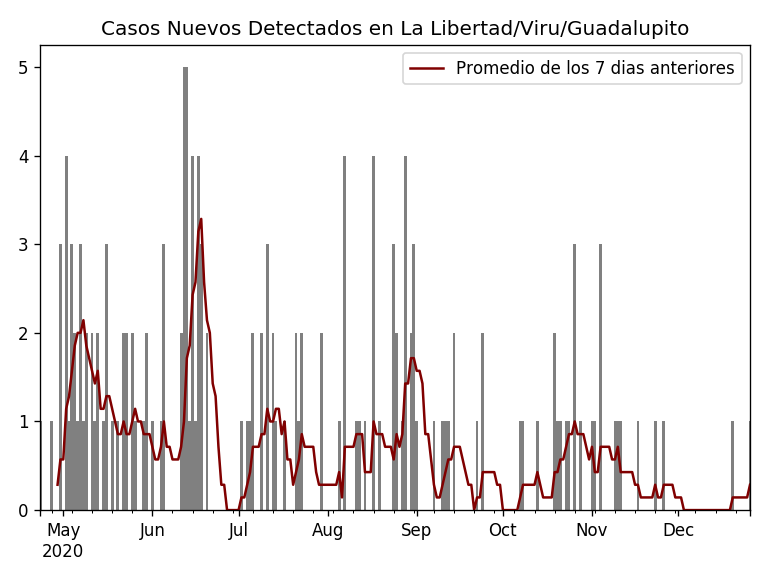 Casos Nuevos Detectados en La Libertad/Viru/Guadalupito
Promedio de los 7 dias anteriores
5
4
3
2
1
0
May Jun Jul Aug Sep Oct Nov Dec
2020